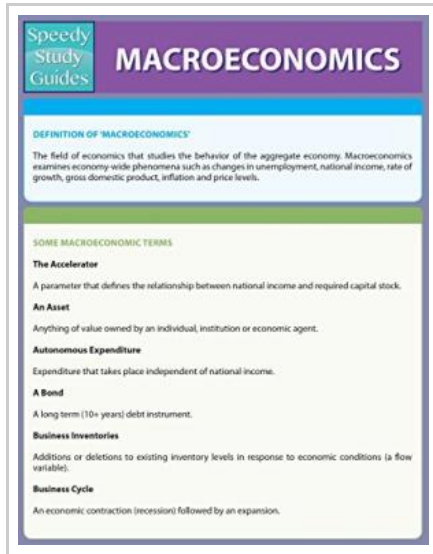 Speedy
Study
Guides
MACROECONOMICS
DEFINITION OF 'MACROECONOMICS'
The field of economics that studies the behavior of the aggregate economy. Macroeconomics
examines economy-wide phenomena such as changes in unemployment, national income, rate of
growth, gross domestic product, inflation and price levels.
SOME MACROECONOMIC TERMS
The Accelerator
A parameter that defines the relationship between national income and required capital stock.
An Asset
Anything of value owned by an individual, institution or economic agent.
Autonomous Expenditure
Expenditure that takes place independent of national income.
A Bond
A long term (10+ years) debt instrument.
Business Inventories
Additions or deletions to existing inventory levels in response to economic conditions (a flow
variable).
Business Cycle
An economic contraction (recession) followed by an expansion.